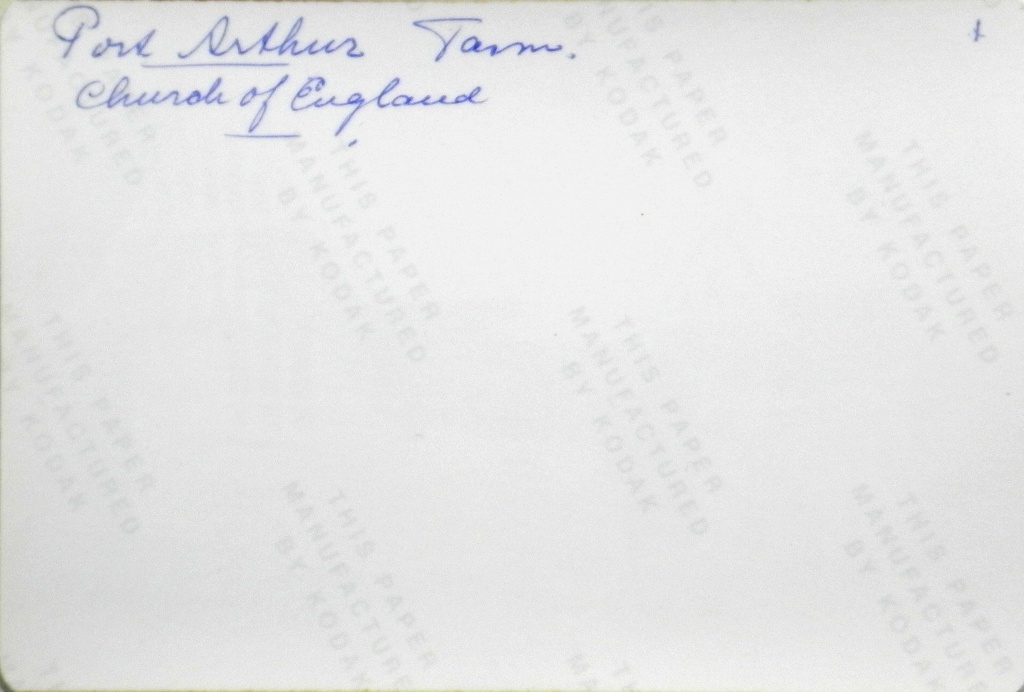 Port Arthur Tasm.
Church of England
THIS PAPER
MANUFACTURED
BY KODAK